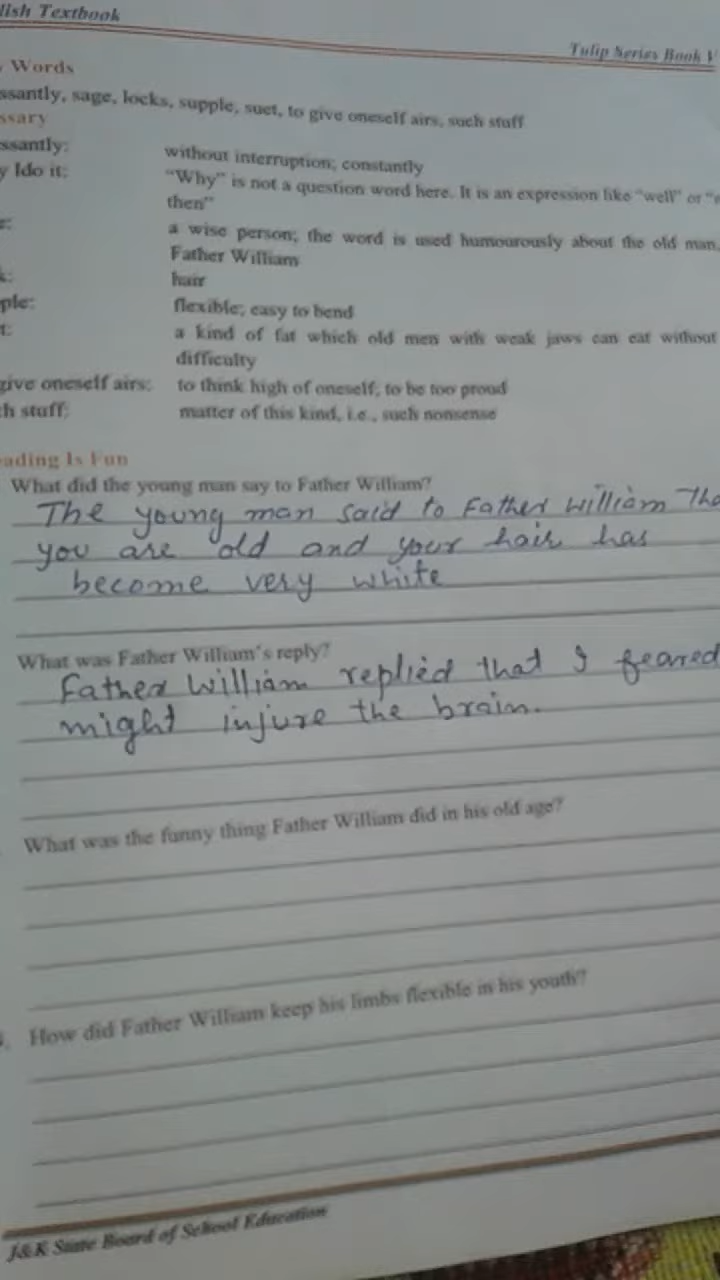 lish Textbook
Tulip Series Book V
Words
ssantly, sage, locks, supple, suet, to give oneself airs, such stuff
ssary
ssantly: without interruption; constantly
y Ido it: "Why" is not a question word here. It is an expression like "well" or
then"
a wise person; the word is used humourously about the old man,
Father William
hair
ple: flexible; easy to bend
a kind of fat which old men with weak jaws can eat without
difficulty
give oneself airs: to think high of oneself; to be too proud
h stuff: matter of this kind, i.e., such nonsense
ading Is Fun
What did the young man say to Father William?
The young man said to Father William Tha
you are old and your hair has
become very white
What was Father William's reply?
Father William replied that I feared
might injure the brain.
What was the funny thing Father William did in his old age?
How did Father William keep his limbs flexible in his youth?
J&K State Board of School Education